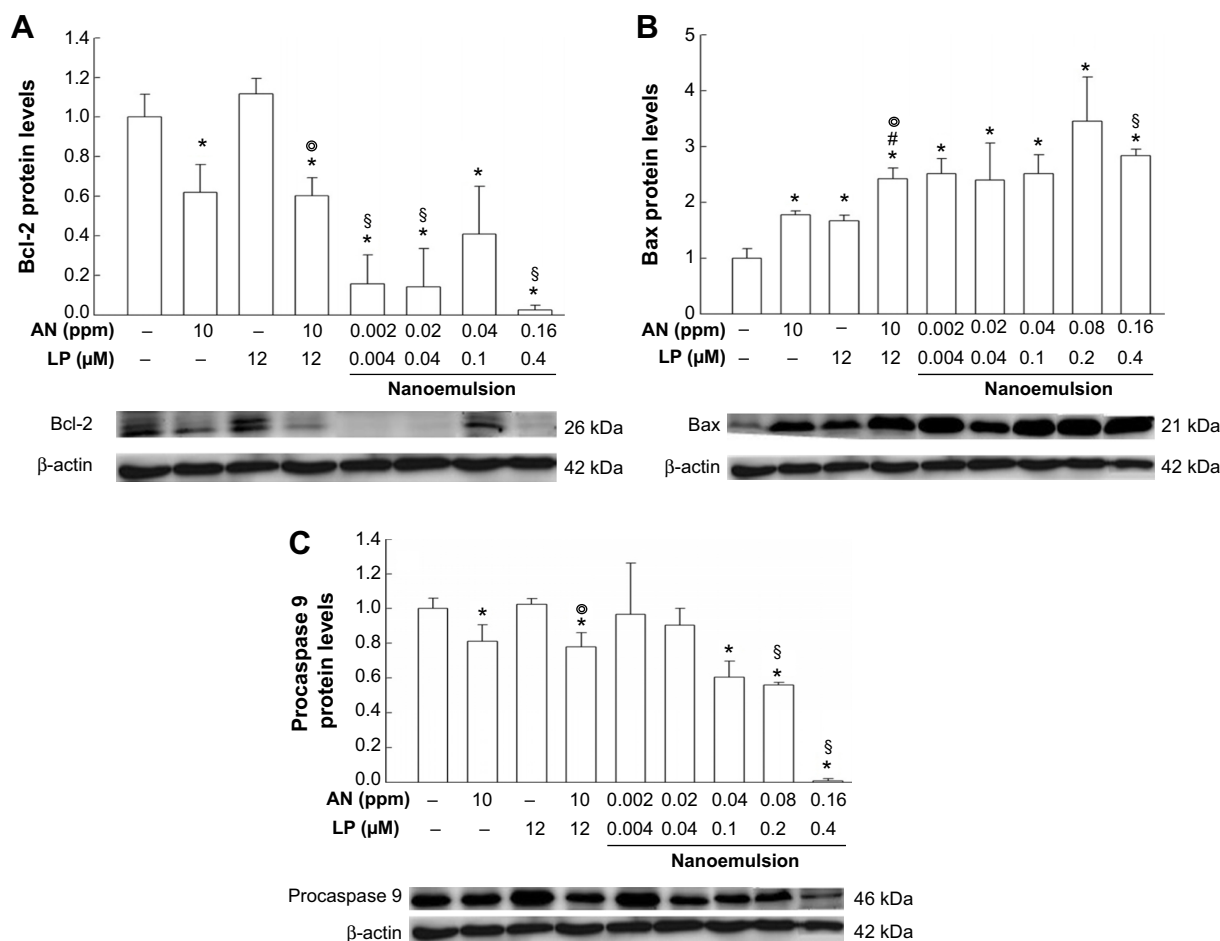 A
Bcl-2 protein levels
1.4
1.2
1.0
0.8
0.6
0.4
0.2
0.0
* * ◎ * § * § * * § *
AN (ppm) – 10 – 10 0.002 0.02 0.04 0.16
LP (µM) – – 12 12 0.004 0.04 0.1 0.4
Nanoemulsion
Bcl-2 26 kDa
β-actin 42 kDa
B
Bax protein levels
5
4
3
2
1
0
* * ◎ # * * * * * § *
AN (ppm) – 10 – 10 0.002 0.02 0.04 0.08 0.16
LP (µM) – – 12 12 0.004 0.04 0.1 0.2 0.4
Nanoemulsion
Bax 21 kDa
β-actin 42 kDa
C
Procaspase 9
protein levels
1.4
1.2
1.0
0.8
0.6
0.4
0.2
0.0
* ◎ * * § * § *
AN (ppm) – 10 – 10 0.002 0.02 0.04 0.08 0.16
LP (µM) – – 12 12 0.004 0.04 0.1 0.2 0.4
Nanoemulsion
Procaspase 9 46 kDa
β-actin 42 kDa